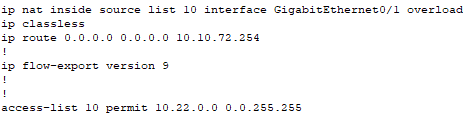 ip nat inside source list 10 interface GigabitEthernet0/1 overload
ip classless
ip route 0.0.0.0 0.0.0.0 10.10.72.254
!
ip flow-export version 9
!
!
access-list 10 permit 10.22.0.0 0.0.255.255